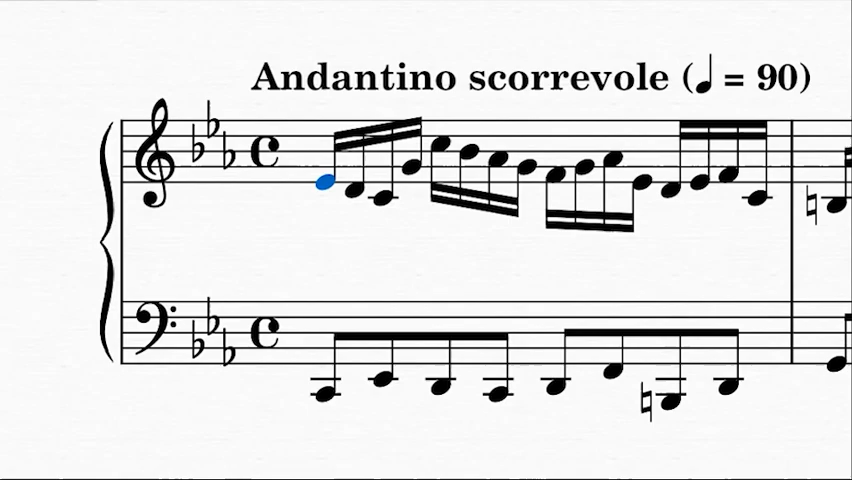 Andantino scorrevole (♩ = 90)